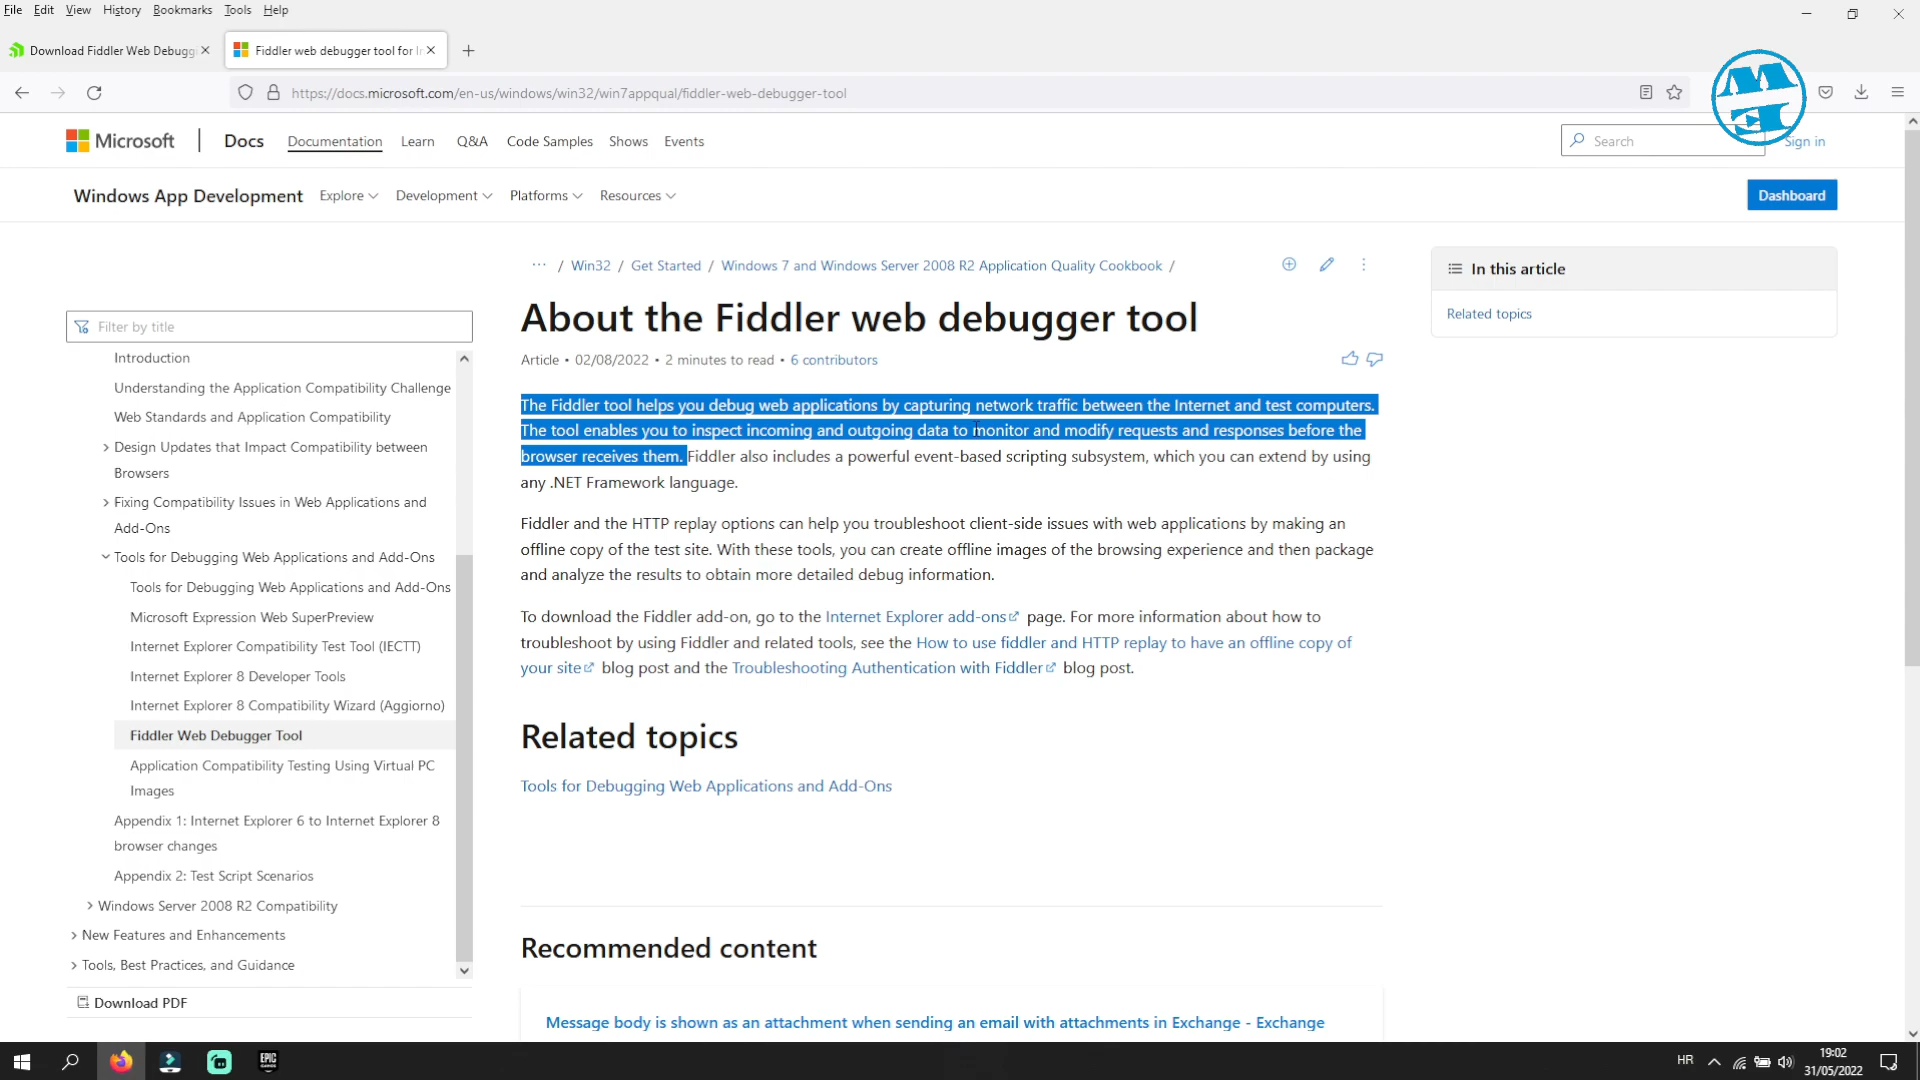 File Edit View History Bookmarks Tools Help
Download Fiddler Web Debugg
Fiddler web debugger tool for In
https://docs.microsoft.com/en-us/windows/win32/win7appqual/fiddler-web-debugger-tool
Microsoft Docs Documentation Learn Q&A Code Samples Shows Events Search Sign in
Windows App Development Explore Development Platforms Resources Dashboard
... / Win32 / Get Started / Windows 7 and Windows Server 2008 R2 Application Quality Cookbook /
Filter by title
Introduction
Understanding the Application Compatibility Challenge
Web Standards and Application Compatibility
Design Updates that Impact Compatibility between
Browsers
Fixing Compatibility Issues in Web Applications and
Add-Ons
Tools for Debugging Web Applications and Add-Ons
Tools for Debugging Web Applications and Add-Ons
Microsoft Expression Web SuperPreview
Internet Explorer Compatibility Test Tool (IECTT)
Internet Explorer 8 Developer Tools
Internet Explorer 8 Compatibility Wizard (Aggiorno)
Fiddler Web Debugger Tool
Application Compatibility Testing Using Virtual PC
Images
Appendix 1: Internet Explorer 6 to Internet Explorer 8
browser changes
Appendix 2: Test Script Scenarios
Windows Server 2008 R2 Compatibility
New Features and Enhancements
Tools, Best Practices, and Guidance
Download PDF
About the Fiddler web debugger tool
Article • 02/08/2022 • 2 minutes to read • 6 contributors
The Fiddler tool helps you debug web applications by capturing network traffic between the Internet and test computers.
The tool enables you to inspect incoming and outgoing data to monitor and modify requests and responses before the
browser receives them. Fiddler also includes a powerful event-based scripting subsystem, which you can extend by using
any .NET Framework language.
Fiddler and the HTTP replay options can help you troubleshoot client-side issues with web applications by making an
offline copy of the test site. With these tools, you can create offline images of the browsing experience and then package
and analyze the results to obtain more detailed debug information.
To download the Fiddler add-on, go to the Internet Explorer add-ons page. For more information about how to
troubleshoot by using Fiddler and related tools, see the How to use fiddler and HTTP replay to have an offline copy of
your site blog post and the Troubleshooting Authentication with Fiddler blog post.
Related topics
Tools for Debugging Web Applications and Add-Ons
Recommended content
Message body is shown as an attachment when sending an email with attachments in Exchange - Exchange
In this article
Related topics
EPIC
GAMES
HR
19:02
31/05/2022